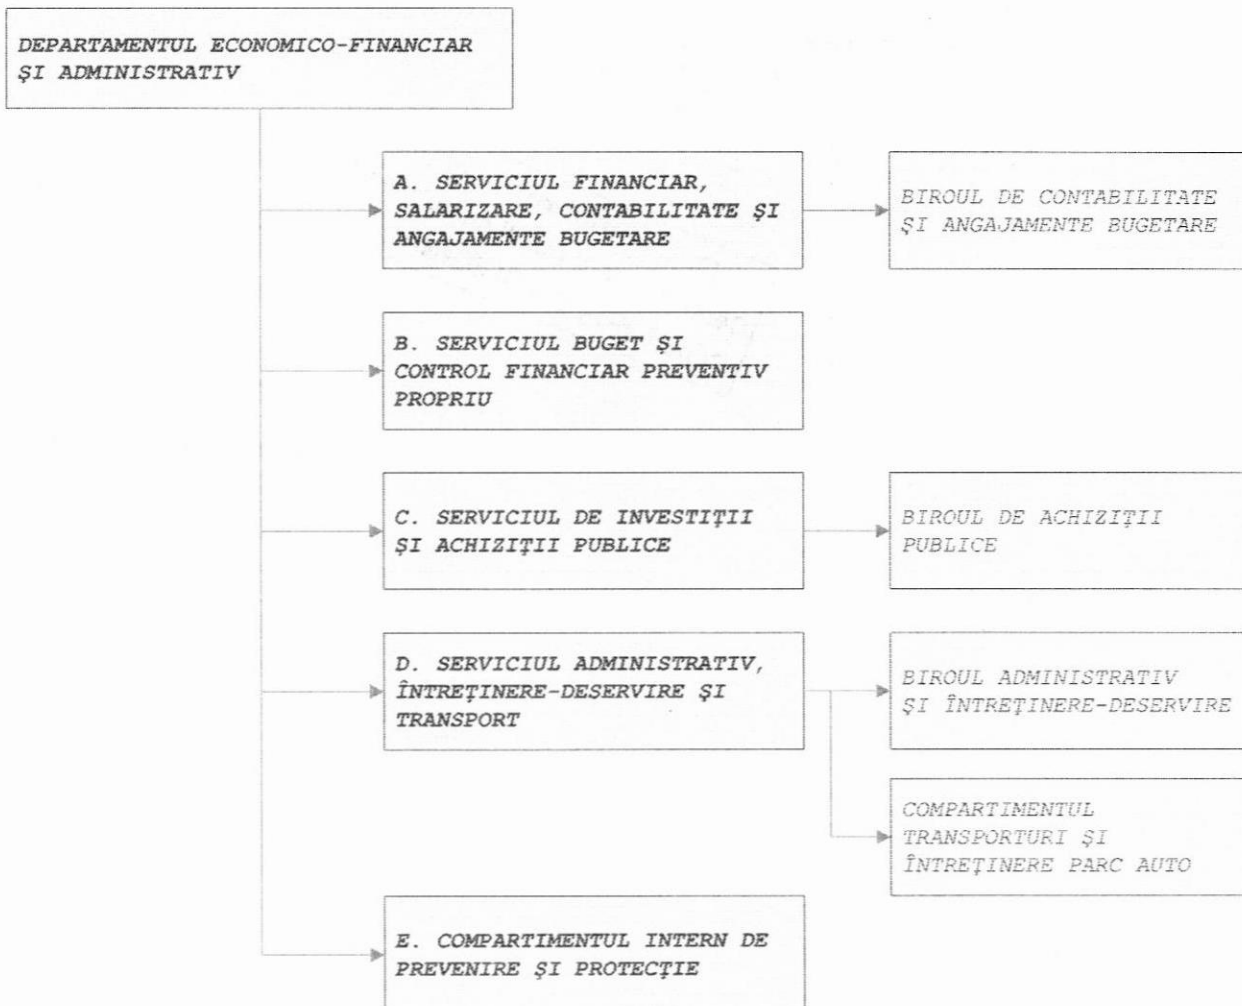 DEPARTAMENTUL ECONOMICO-FINANCIAR
ŞI ADMINISTRATIV
A. SERVICIUL FINANCIAR,
SALARIZARE, CONTABILITATE ŞI
ANGAJAMENTE BUGETARE
BIROUL DE CONTABILITATE
ŞI ANGAJAMENTE BUGETARE
B. SERVICIUL BUGET ŞI
CONTROL FINANCIAR PREVENTIV
PROPRIU
C. SERVICIUL DE INVESTIŢII
ŞI ACHIZIŢII PUBLICE
BIROUL DE ACHIZIŢII
PUBLICE
D. SERVICIUL ADMINISTRATIV,
ÎNTREŢINERE-DESERVIRE ŞI
TRANSPORT
BIROUL ADMINISTRATIV
ŞI ÎNTREŢINERE-DESERVIRE
COMPARTIMENTUL
TRANSPORTURI ŞI
ÎNTREŢINERE PARC AUTO
E. COMPARTIMENTUL INTERN DE
PREVENIRE ŞI PROTECŢIE